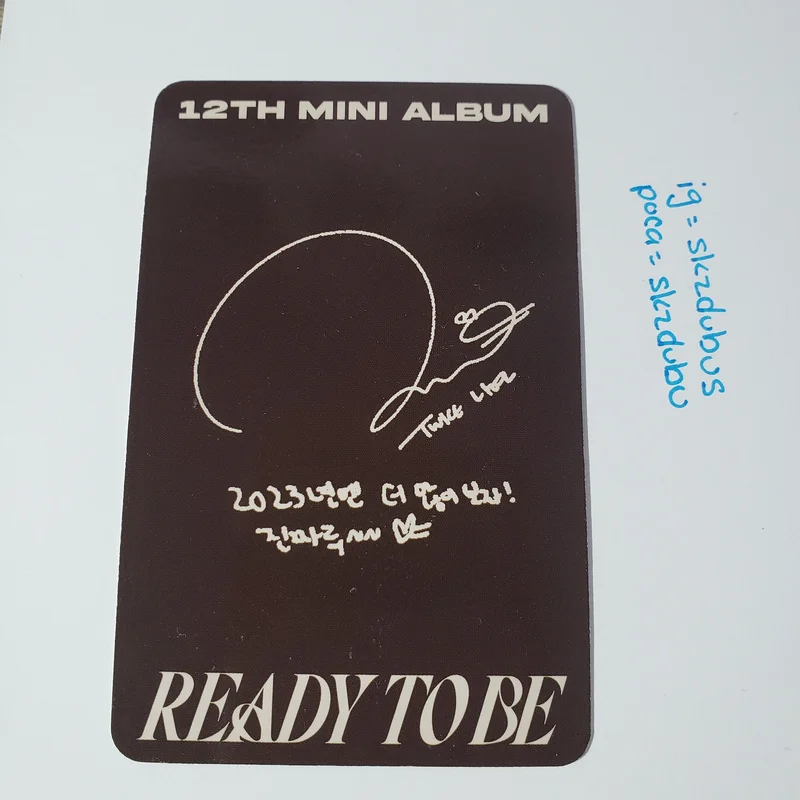 12TH MINI ALBUM
TWICE 나연
2023년엔 더 많이 보자!
진짜루~~
READY TO BE
ig = skzdubus
poca = skzdubu